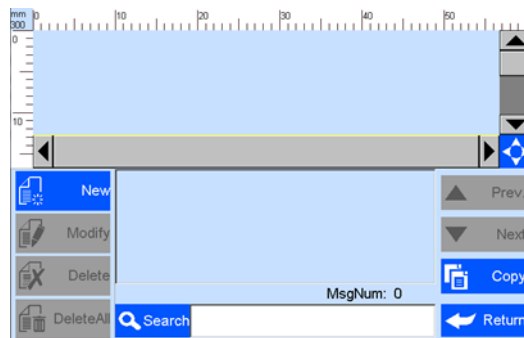 mm 0 10 20 30 40 50
300
0
10
New
Modify
Delete
DeleteAll
MsgNum: 0
Search
Prev.
Next
Copy
Return